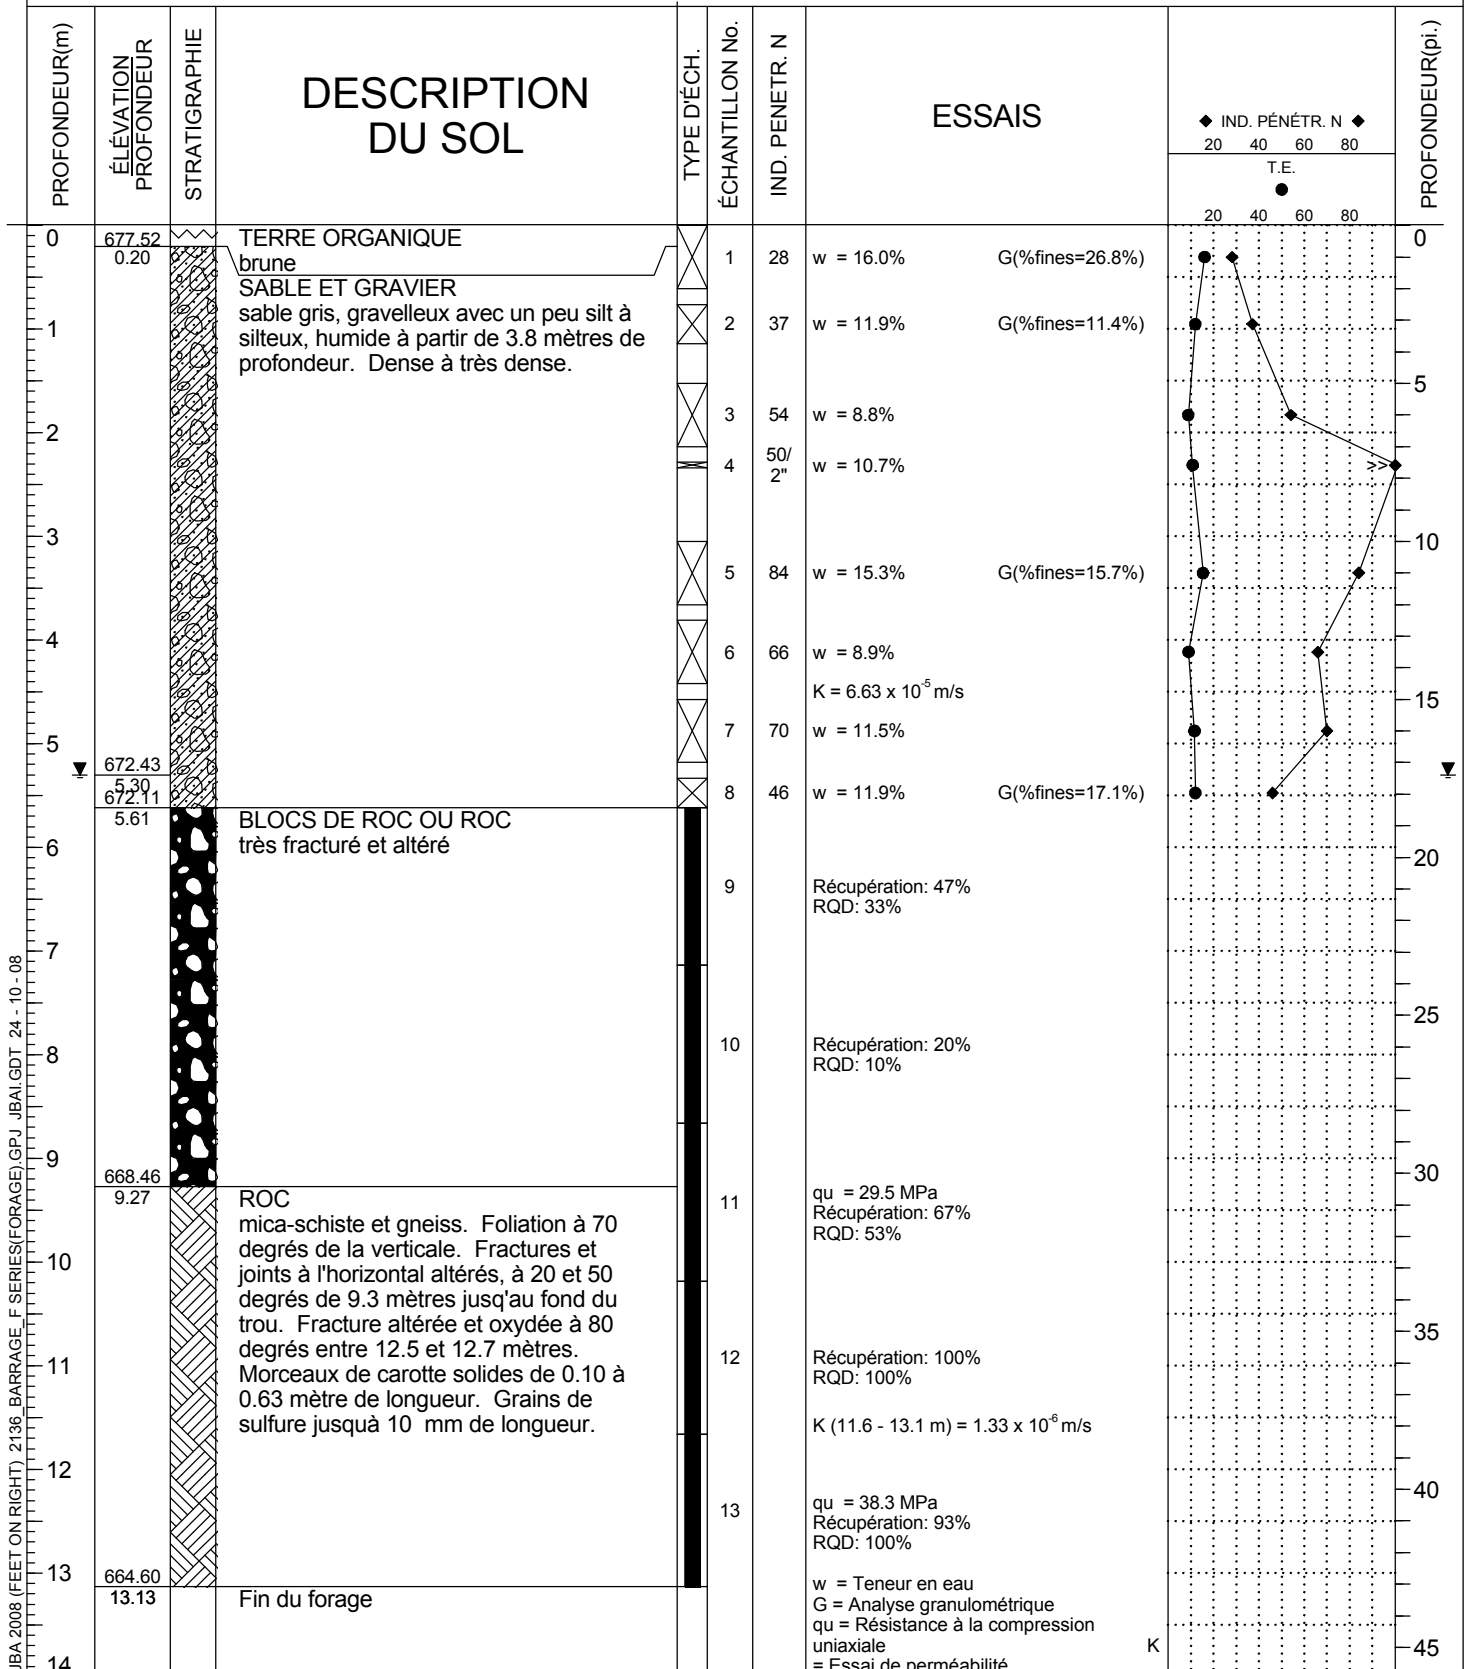 PROFONDEUR(m)
ÉLÉVATION
PROFONDEUR
STRATIGRAPHIE
DESCRIPTION
DU SOL
TYPE D'ÉCH.
ÉCHANTILLON No.
IND. PENETR. N
ESSAIS
◆ IND. PÉNÉTR. N ◆
20 40 60 80
T.E.
●
20 40 60 80
PROFONDEUR(pi.)
0 677.52 TERRE ORGANIQUE 0
0.20 brune 1 28 w = 16.0% G(%fines=26.8%)
SABLE ET GRAVIER
sable gris, gravelleux avec un peu silt à
1 silteux, humide à partir de 3.8 mètres de 2 37 w = 11.9% G(%fines=11.4%)
profondeur. Dense à très dense.
5
2 3 54 w = 8.8%
4 50/ w = 10.7% >>
2"
3 10
5 84 w = 15.3% G(%fines=15.7%)
4 6 66 w = 8.9%
K = 6.63 x 10⁻⁵ m/s 15
5 7 70 w = 11.5%
672.43
5.30 8 46 w = 11.9% G(%fines=17.1%)
672.11
5.61 BLOCS DE ROC OU ROC
6 très fracturé et altéré 20
9 Récupération: 47%
RQD: 33%
7
25
8 10 Récupération: 20%
RQD: 10%
9 668.46 30
9.27 ROC 11 qu = 29.5 MPa
mica-schiste et gneiss. Foliation à 70 Récupération: 67%
degrés de la verticale. Fractures et RQD: 53%
10 joints à l'horizontal altérés, à 20 et 50
degrés de 9.3 mètres jusq'au fond du
trou. Fracture altérée et oxydée à 80 35
degrés entre 12.5 et 12.7 mètres. 12 Récupération: 100%
11 Morceaux de carotte solides de 0.10 à RQD: 100%
0.63 mètre de longueur. Grains de
sulfure jusquà 10 mm de longueur. K (11.6 - 13.1 m) = 1.33 x 10⁻⁶ m/s
12 40
13 qu = 38.3 MPa
Récupération: 93%
RQD: 100%
13 664.60
13.13 Fin du forage w = Teneur en eau
G = Analyse granulométrique
qu = Résistance à la compression
uniaxiale K 45
14 = Essai de perméabilité
JBA 2008 (FEET ON RIGHT) 2136_BARRAGE_F SERIES(FORAGE).GPJ JBAI.GDT 24 - 10 - 08